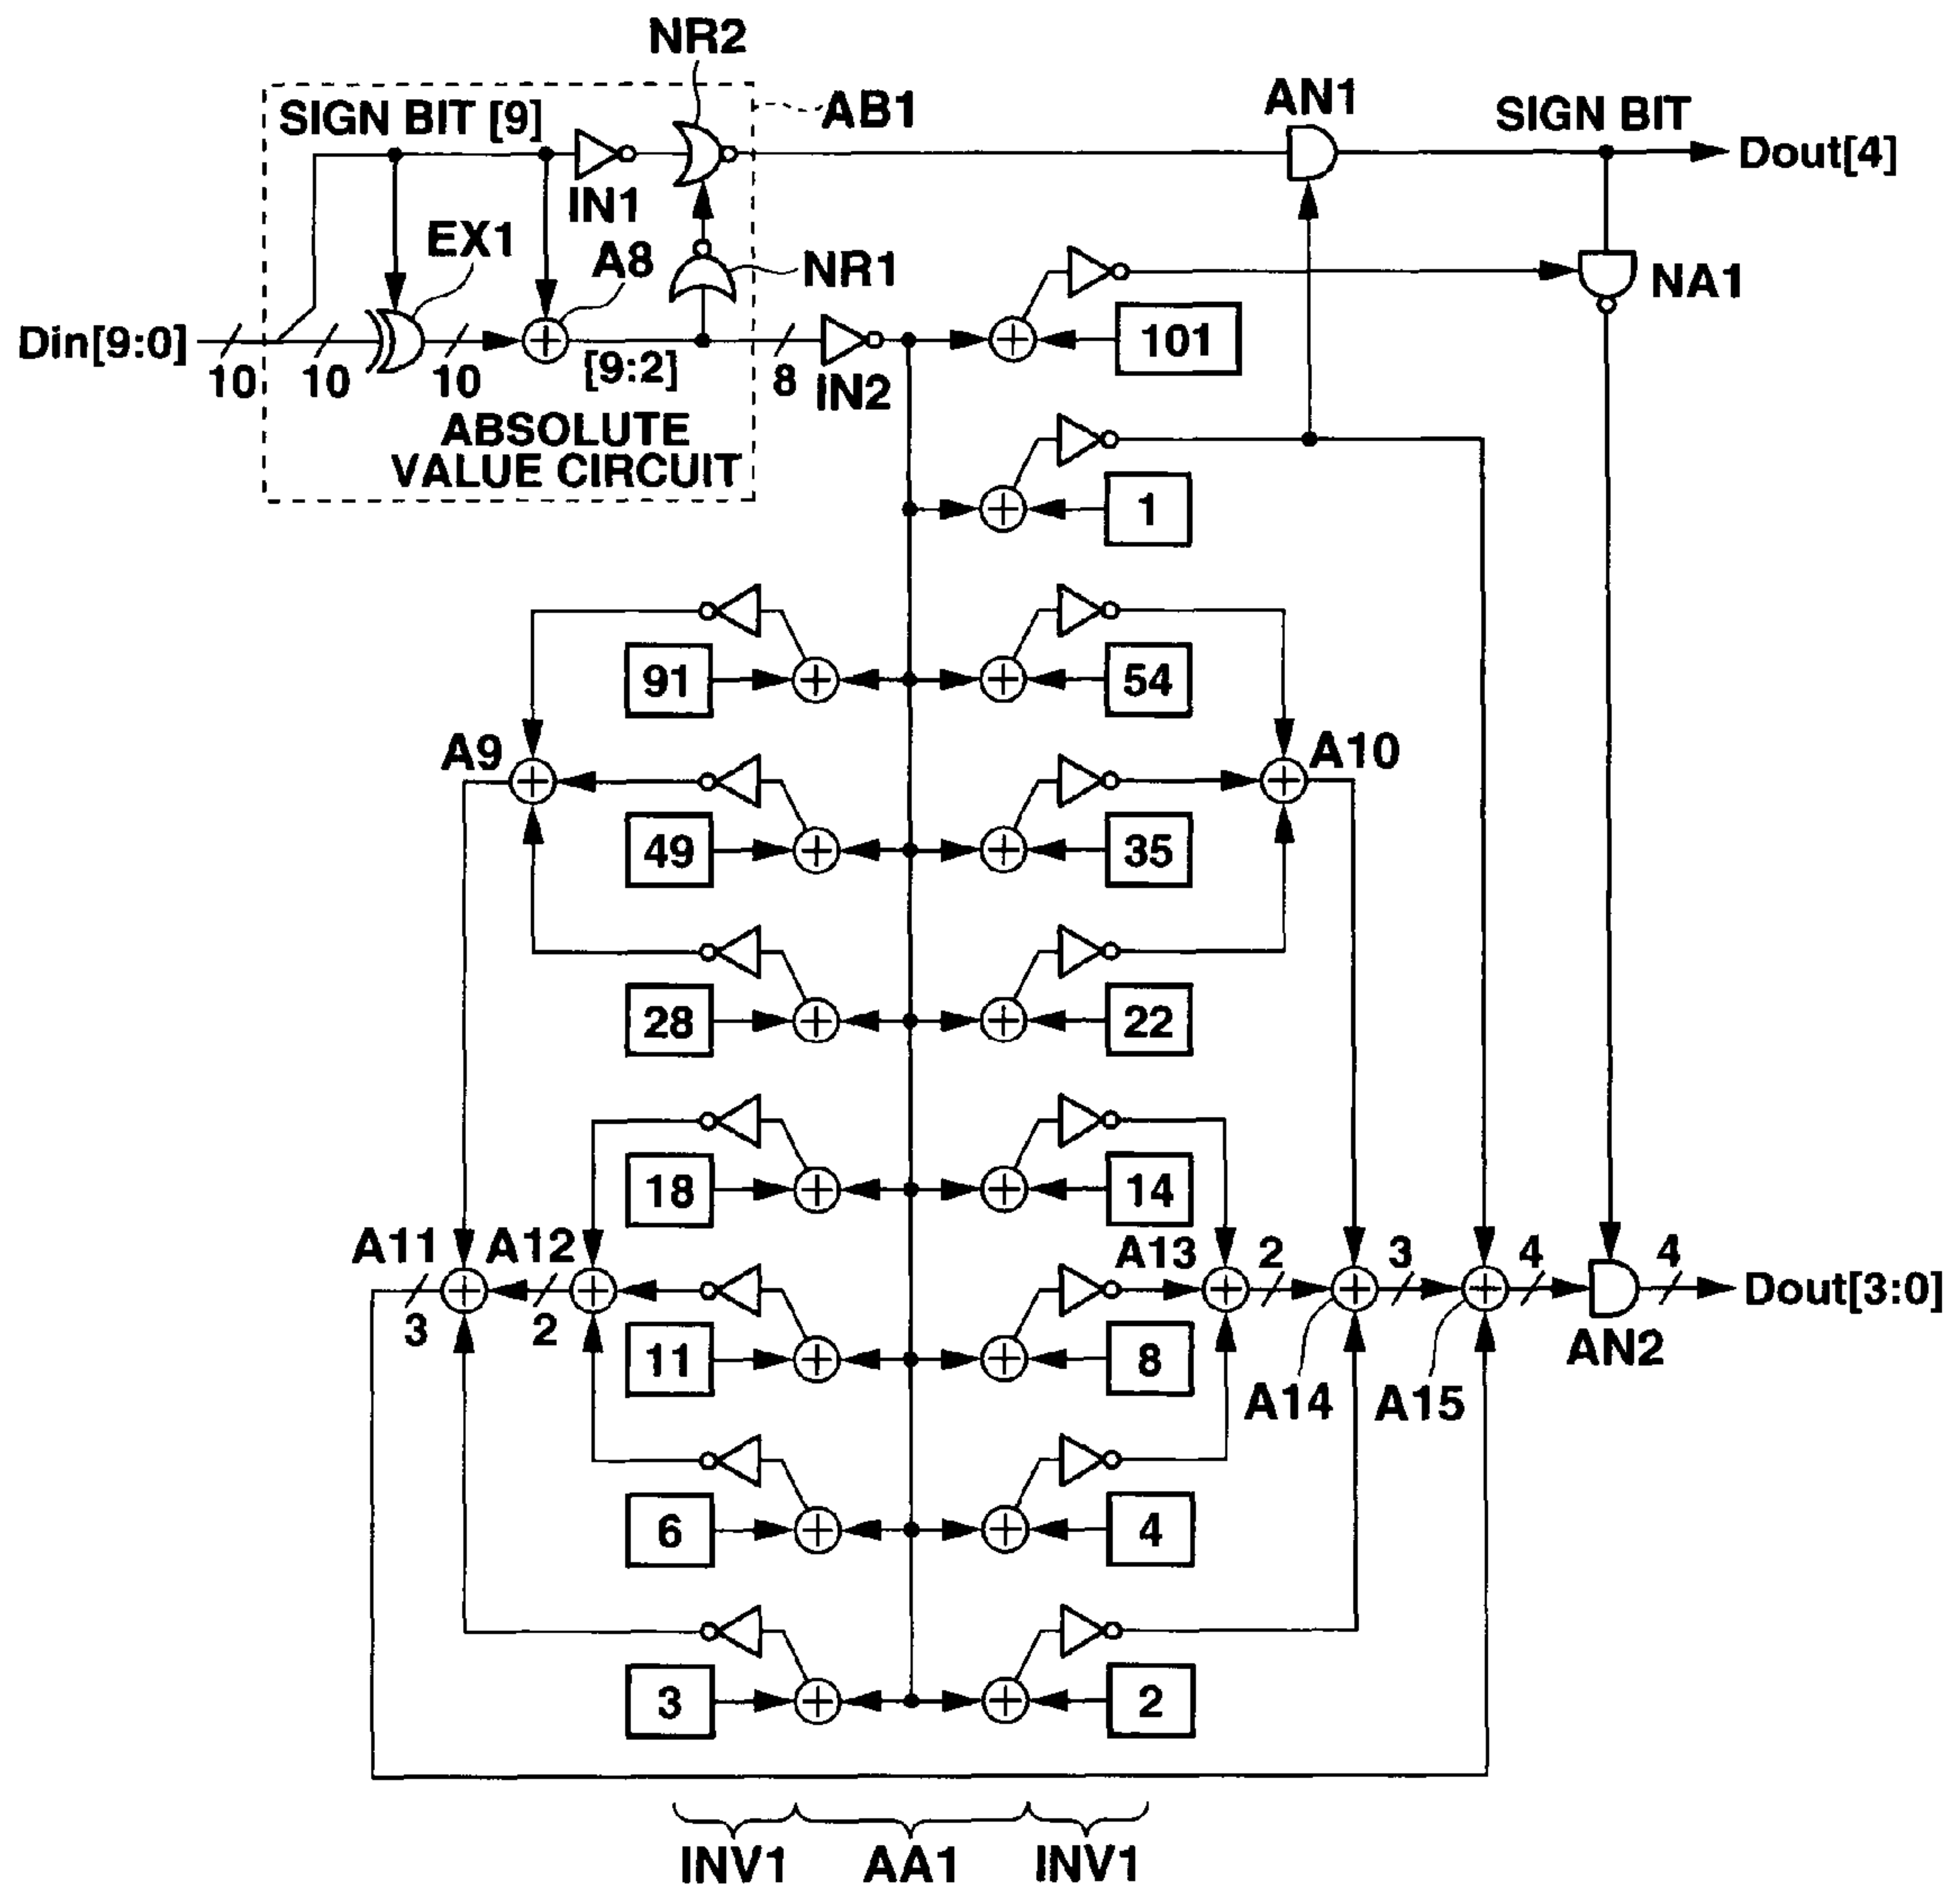 NR2
SIGN BIT [9]
AB1
AN1
SIGN BIT
Dout[4]
IN1
EX1
A8
NR1
NA1
Din[9:0]
10
10
10
[9:2]
8
IN2
101
ABSOLUTE
VALUE CIRCUIT
1
91
54
A9
A10
49
35
28
22
18
14
A11
A12
A13
2
3
4
4
Dout[3:0]
3
2
11
8
AN2
A14
A15
6
4
3
2
INV1
AA1
INV1